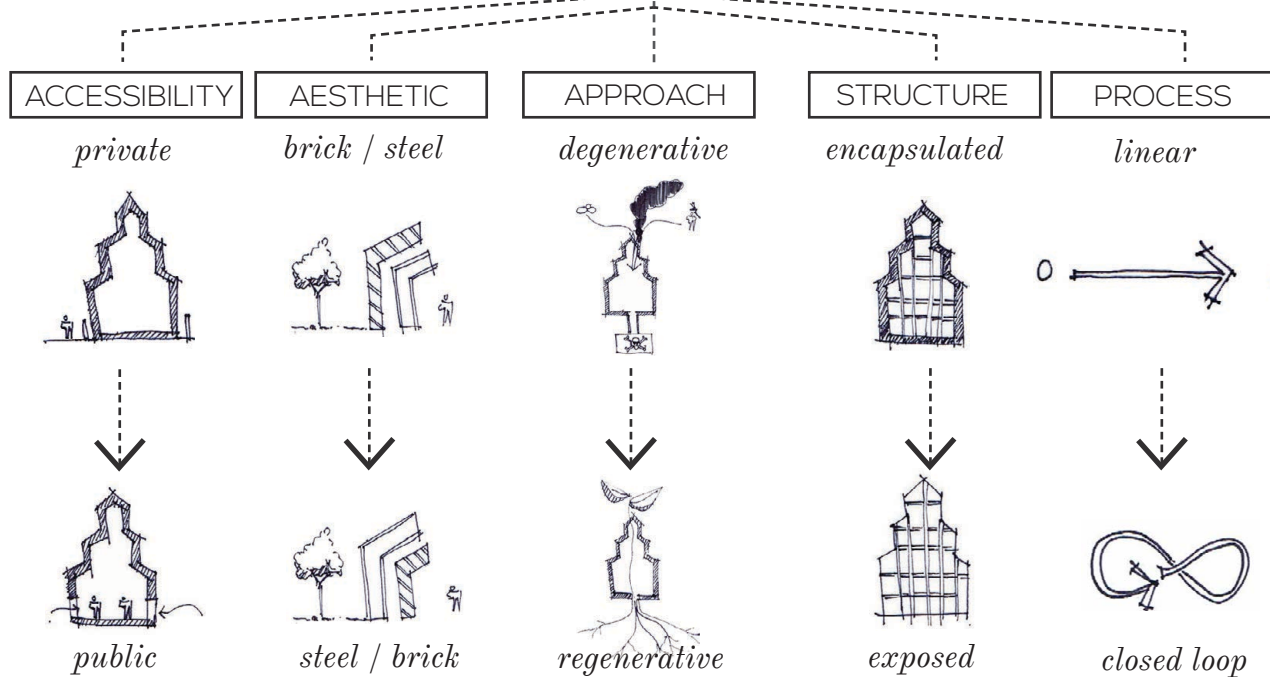 ACCESSIBILITY
AESTHETIC
APPROACH
STRUCTURE
PROCESS
private
brick / steel
degenerative
encapsulated
linear
public
steel / brick
regenerative
exposed
closed loop